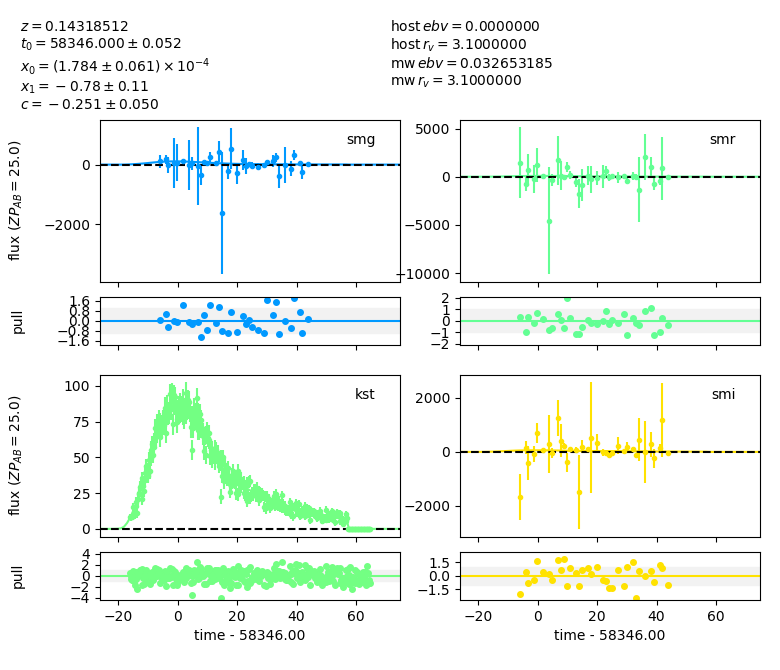 z = 0.14318512
t₀ = 58346.000 ± 0.052
x₀ = (1.784 ± 0.061) × 10⁻⁴
x₁ = −0.78 ± 0.11
c = −0.251 ± 0.050
host ebv = 0.0000000
host r_v = 3.1000000
mw ebv = 0.032653185
mw r_v = 3.1000000
flux (ZP_AB = 25.0)
0
−2000
smg
5000
0
−5000
−10000
smr
pull
1.6
0.8
0.0
−0.8
−1.6
2
1
0
−1
−2
flux (ZP_AB = 25.0)
100
75
50
25
0
kst
2000
0
−2000
smi
pull
4
2
0
−2
−4
1.5
0.0
−1.5
−20 0 20 40 60
−20 0 20 40 60
time - 58346.00
time - 58346.00